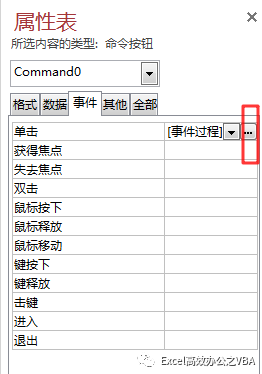 属性表
所选内容的类型: 命令按钮
Command0
格式 数据 事件 其他 全部
单击 [事件过程] ...
获得焦点
失去焦点
双击
鼠标按下
鼠标释放
鼠标移动
键按下
键释放
击键
进入
退出
Excel高效办公之VBA